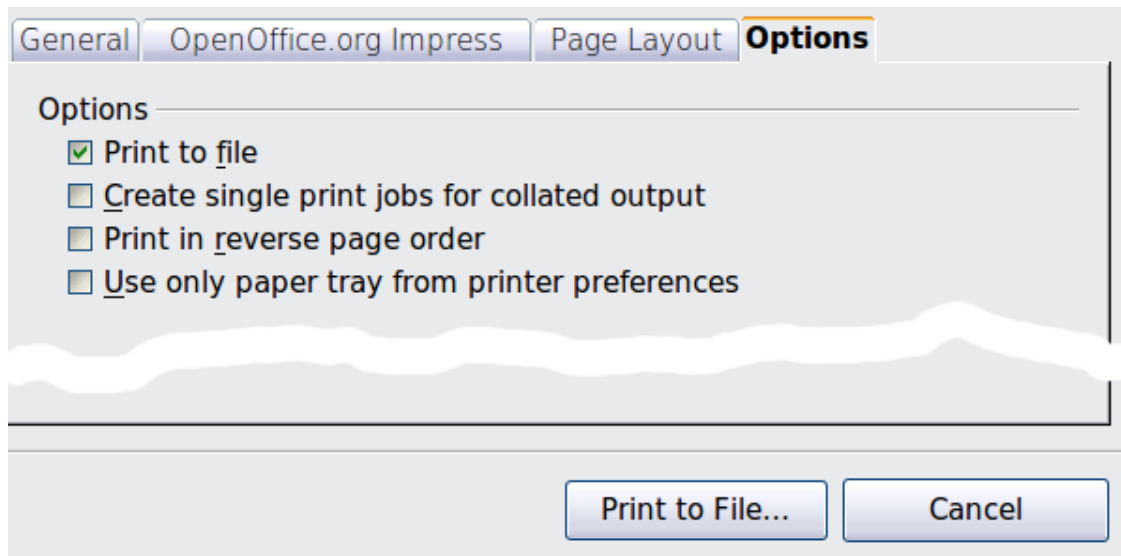 General OpenOffice.org Impress Page Layout Options
Options
Print to file
Create single print jobs for collated output
Print in reverse page order
Use only paper tray from printer preferences
Print to File... Cancel